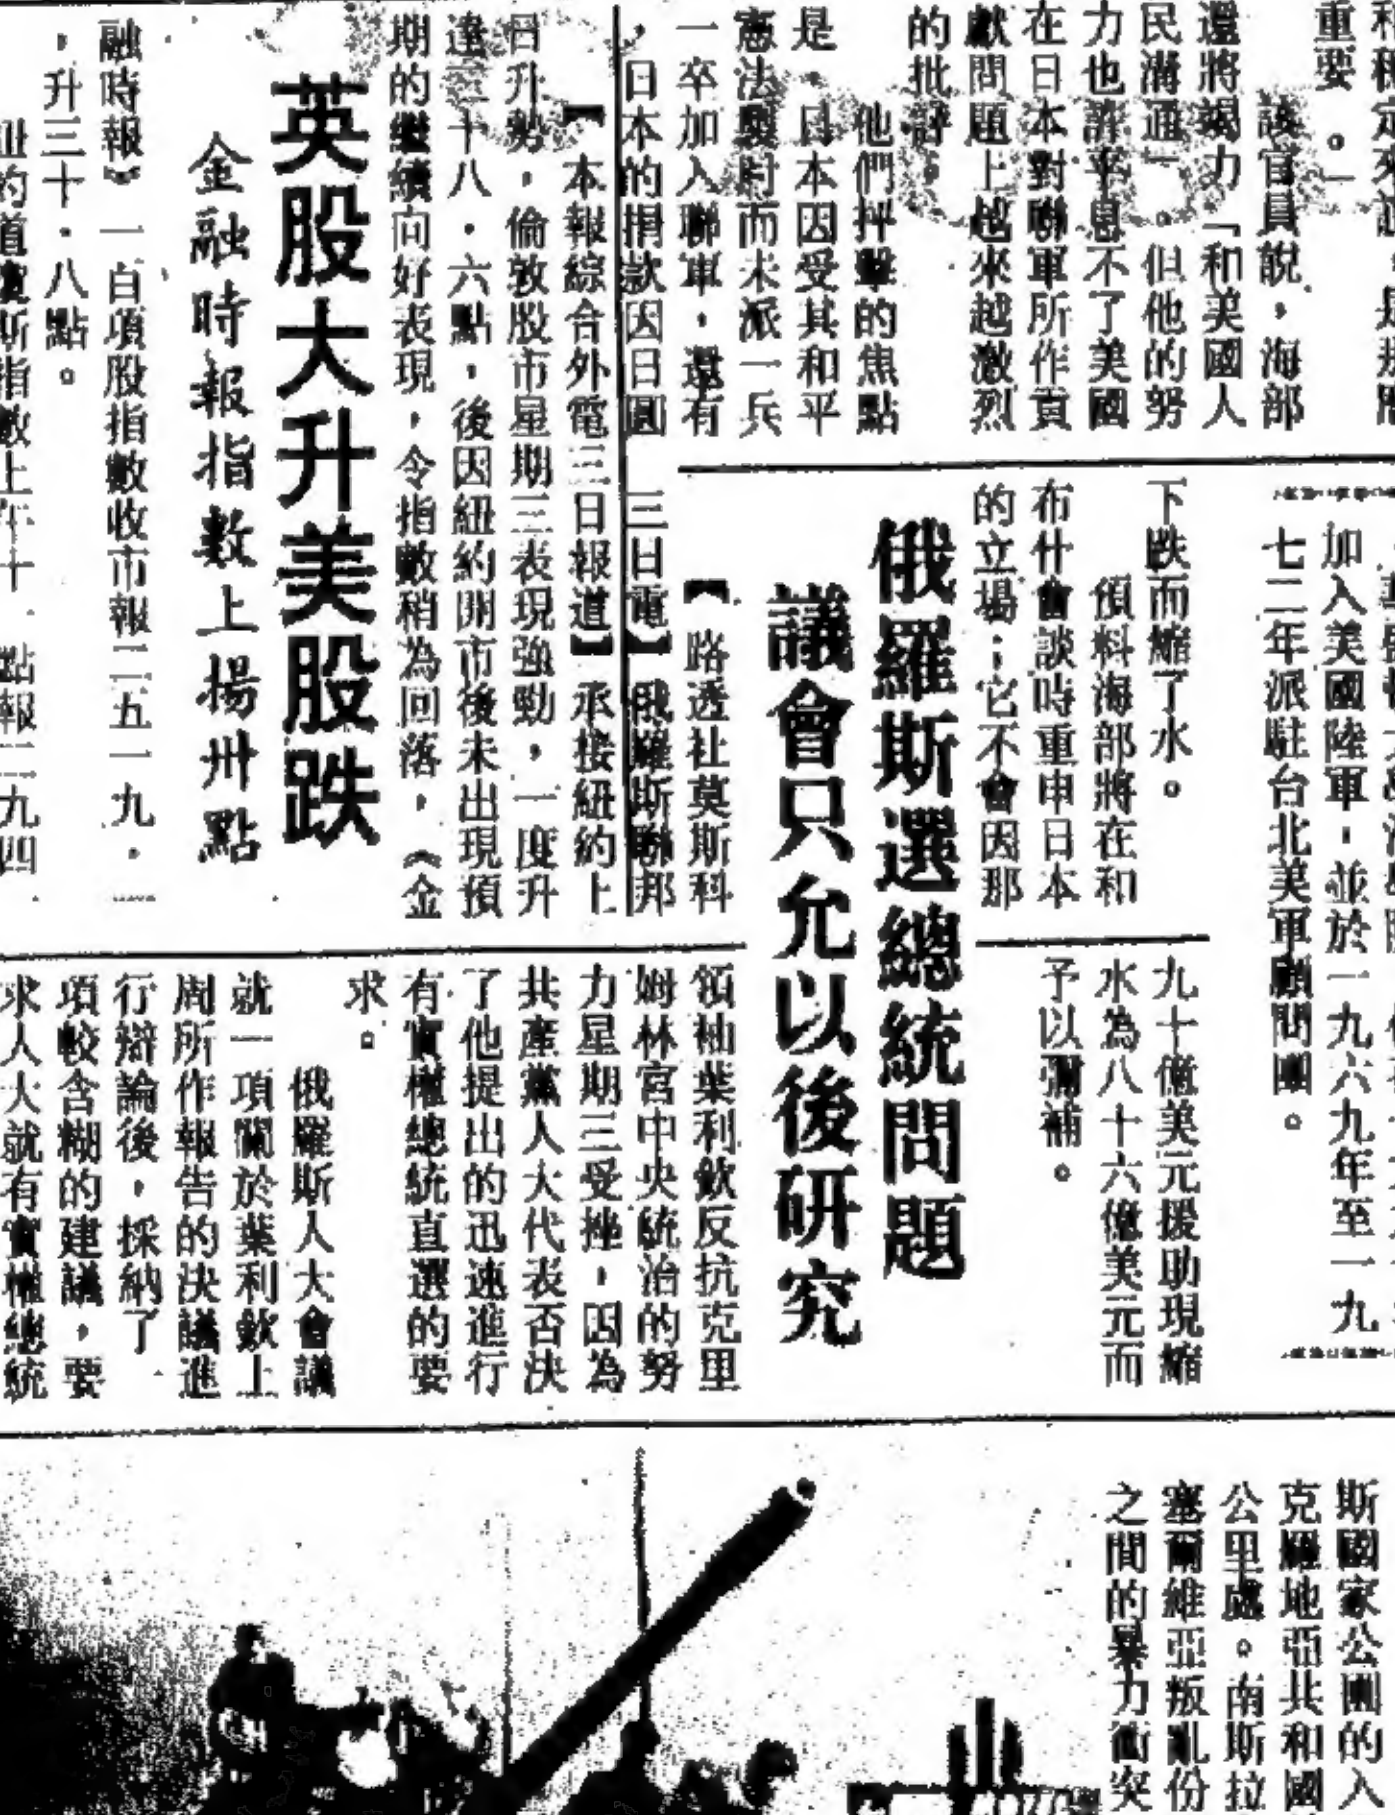 重要。」
該官員說，海部
還將竭力「和美國人
民溝通」。但他的努
力也許平息不了美國
在日本對聯軍所作貢
獻問題上越來越激烈
的批評。
他們抨擊的焦點
是，日本因受其和平
憲法限制而未派一兵
一卒加入聯軍，還有
，日本的捐款因日圓
下跌而縮了水。
預料海部將在和
布什會談時重申日本
的立場：它不會因那
九十億美元援助現縮
水為八十六億美元而
予以彌補。
加入美國陸軍，並於一九六九年至一九
七二年派駐台北美軍顧問團。
俄羅斯選總統問題
議會只允以後研究
【路透社莫斯科
三日電】俄羅斯聯邦
領袖葉利欽反抗克里
姆林宮中央統治的努
力星期三受挫，因為
共產黨人大代表否決
了他提出的迅速進行
有實權總統直選的要
求。
俄羅斯人大會議
就一項關於葉利欽上
周所作報告的決議進
行辯論後，採納了一
項較含糊的建議，要
求人大就有實權總統
英股大升美股跌
金融時報指數上揚卅點
【本報綜合外電三日報道】承接紐約上
日升勢，倫敦股市星期三表現強勁，一度升
達三十八．六點，後因紐約開市後未出現預
期的繼續向好表現，令指數稍為回落，《金
融時報》一百項股指數收市報二五一九．
，升三十．八點。
斯國家公園的入
克羅地亞共和國
公里處。南斯拉
塞爾維亞叛亂份
之間的暴力衝突